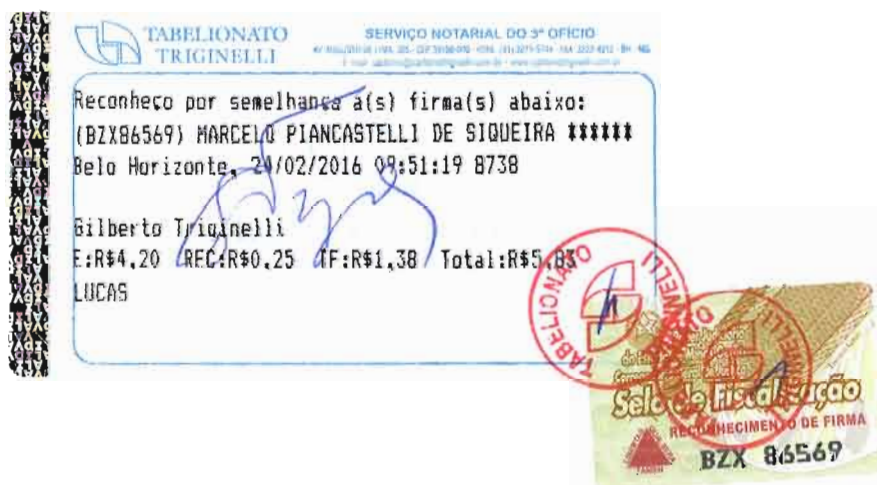 TABELIONATO
TRIGINELLI
SERVIÇO NOTARIAL DO 3º OFÍCIO
Reconheço por semelhança a(s) firma(s) abaixo:
(BZX86569) MARCELO PIANCASTELLI DE SIQUEIRA ******
Belo Horizonte, 24/02/2016 09:51:19 8738
Gilberto Triginelli
E:R$4,20 REC:R$0,25 TF:R$1,38 Total:R$5,83
LUCAS
TABELIONATO TRIGINELLI
Selo de Fiscalização
RECONHECIMENTO DE FIRMA
BZX 86569